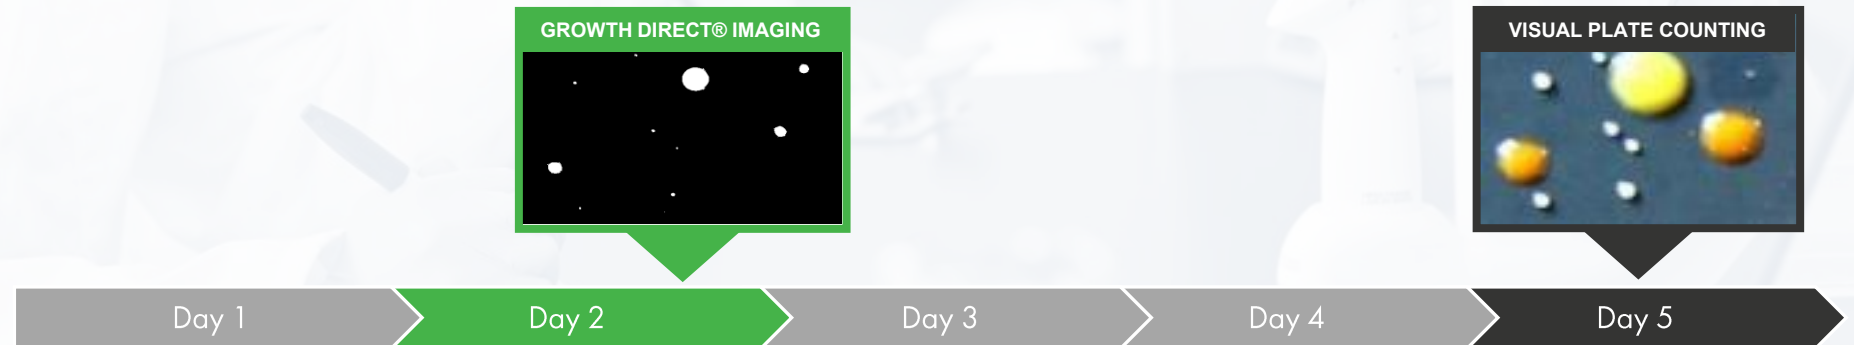 GROWTH DIRECT® IMAGING
VISUAL PLATE COUNTING
Day 1
Day 2
Day 3
Day 4
Day 5